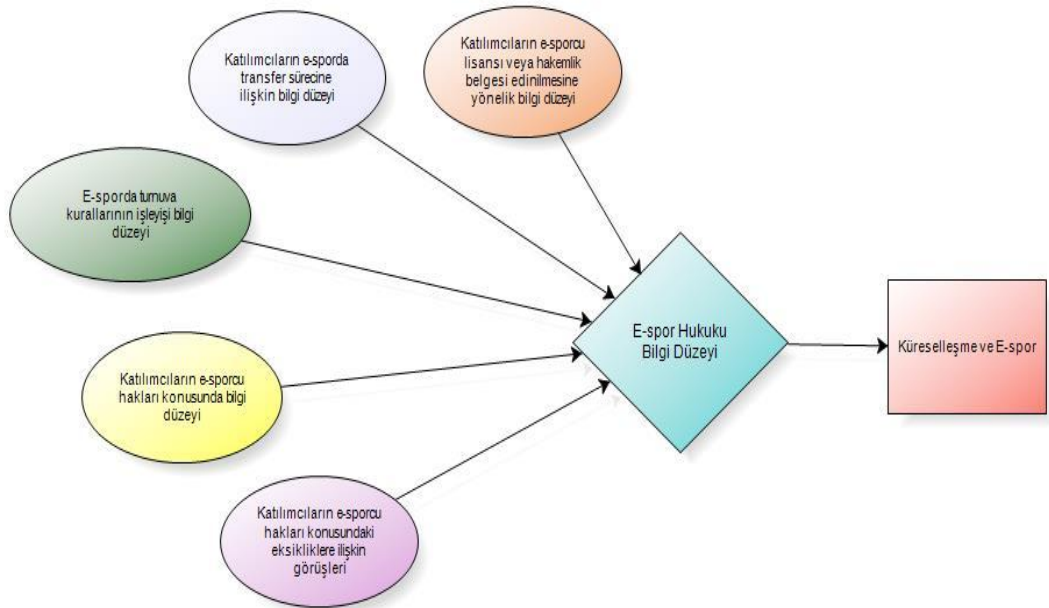 Katılımcıların e-sporda
transfer sürecine
ilişkin bilgi düzeyi
Katılımcıların e-sporcu
lisansı veya hakemlik
belgesi edinilmesine
yönelik bilgi düzeyi
E-sporda turnuva
kurallarının işleyişi bilgi
düzeyi
Katılımcıların e-sporcu
hakları konusunda bilgi
düzeyi
Katılımcıların e-sporcu
hakları konusundaki
eksikliklere ilişkin
görüşleri
E-spor Hukuku
Bilgi Düzeyi
Küreselleşme ve E-spor